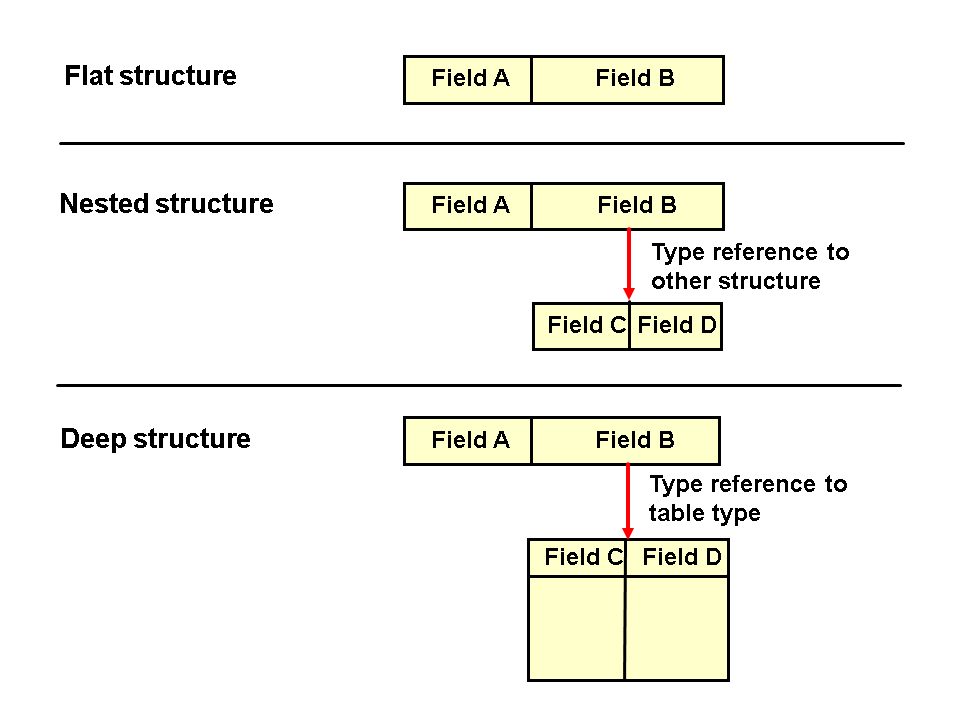 Flat structure
Field A
Field B
Nested structure
Field A
Field B
Type reference to
other structure
Field C
Field D
Deep structure
Field A
Field B
Type reference to
table type
Field C
Field D